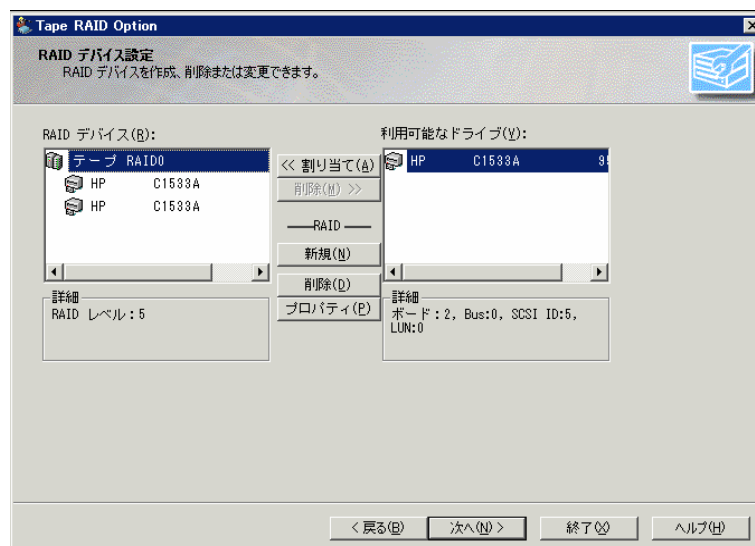 Tape RAID Option
RAID デバイス設定
RAID デバイスを作成、削除または変更できます。
RAID デバイス(R):
テープ RAID0
HP C1533A
HP C1533A
詳細
RAID レベル:5
<< 割り当て(A)
削除(M) >>
RAID
新規(N)
削除(D)
プロパティ(P)
利用可能なドライブ(V):
HP C1533A
詳細
ボード:2, Bus:0, SCSI ID:5,
LUN:0
< 戻る(B)
次へ(N) >
終了(X)
ヘルプ(H)